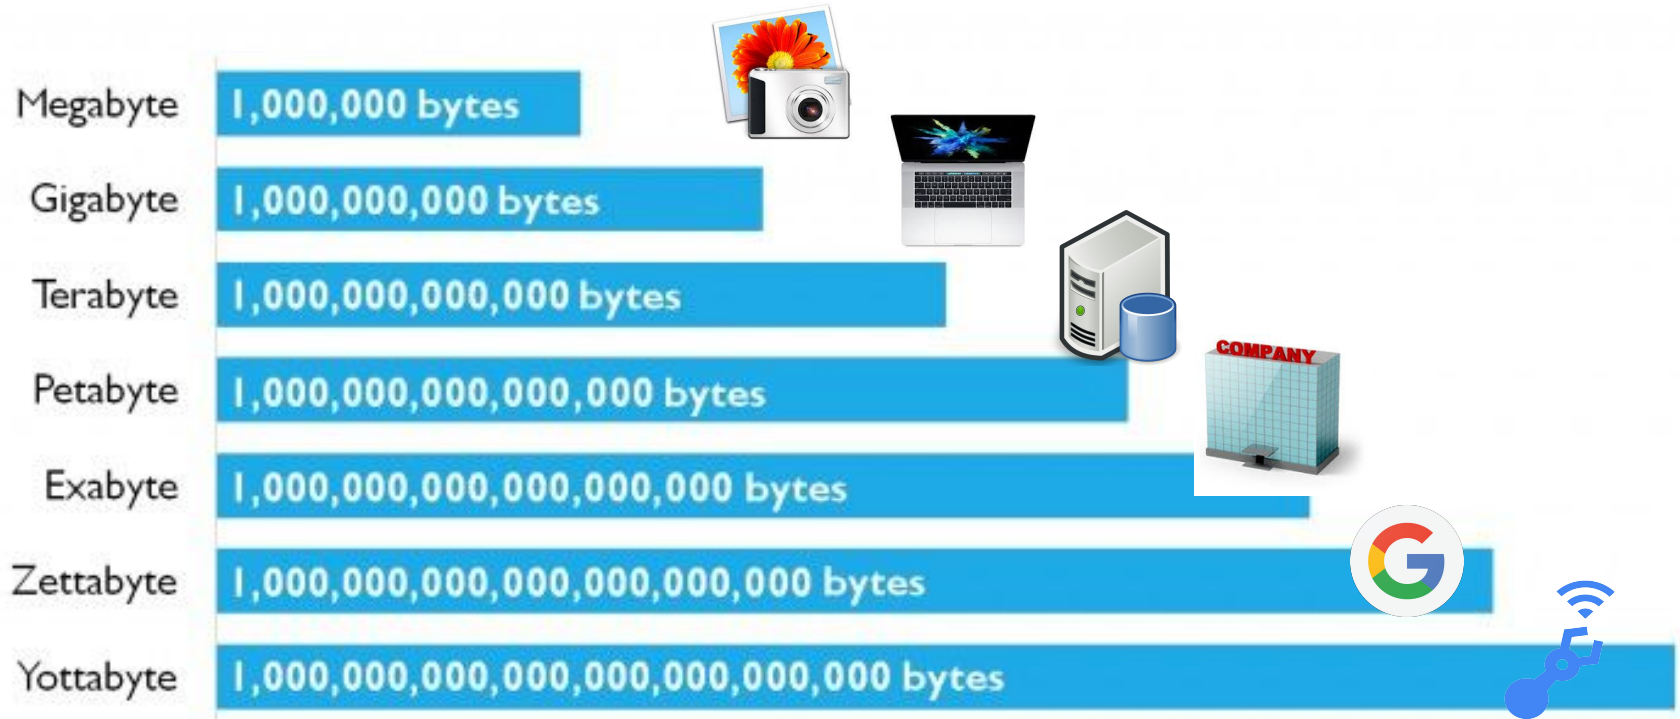 Megabyte 1,000,000 bytes
Gigabyte 1,000,000,000 bytes
Terabyte 1,000,000,000,000 bytes
Petabyte 1,000,000,000,000,000 bytes
COMPANY
Exabyte 1,000,000,000,000,000,000 bytes
G
Zettabyte 1,000,000,000,000,000,000,000 bytes
Yottabyte 1,000,000,000,000,000,000,000,000 bytes